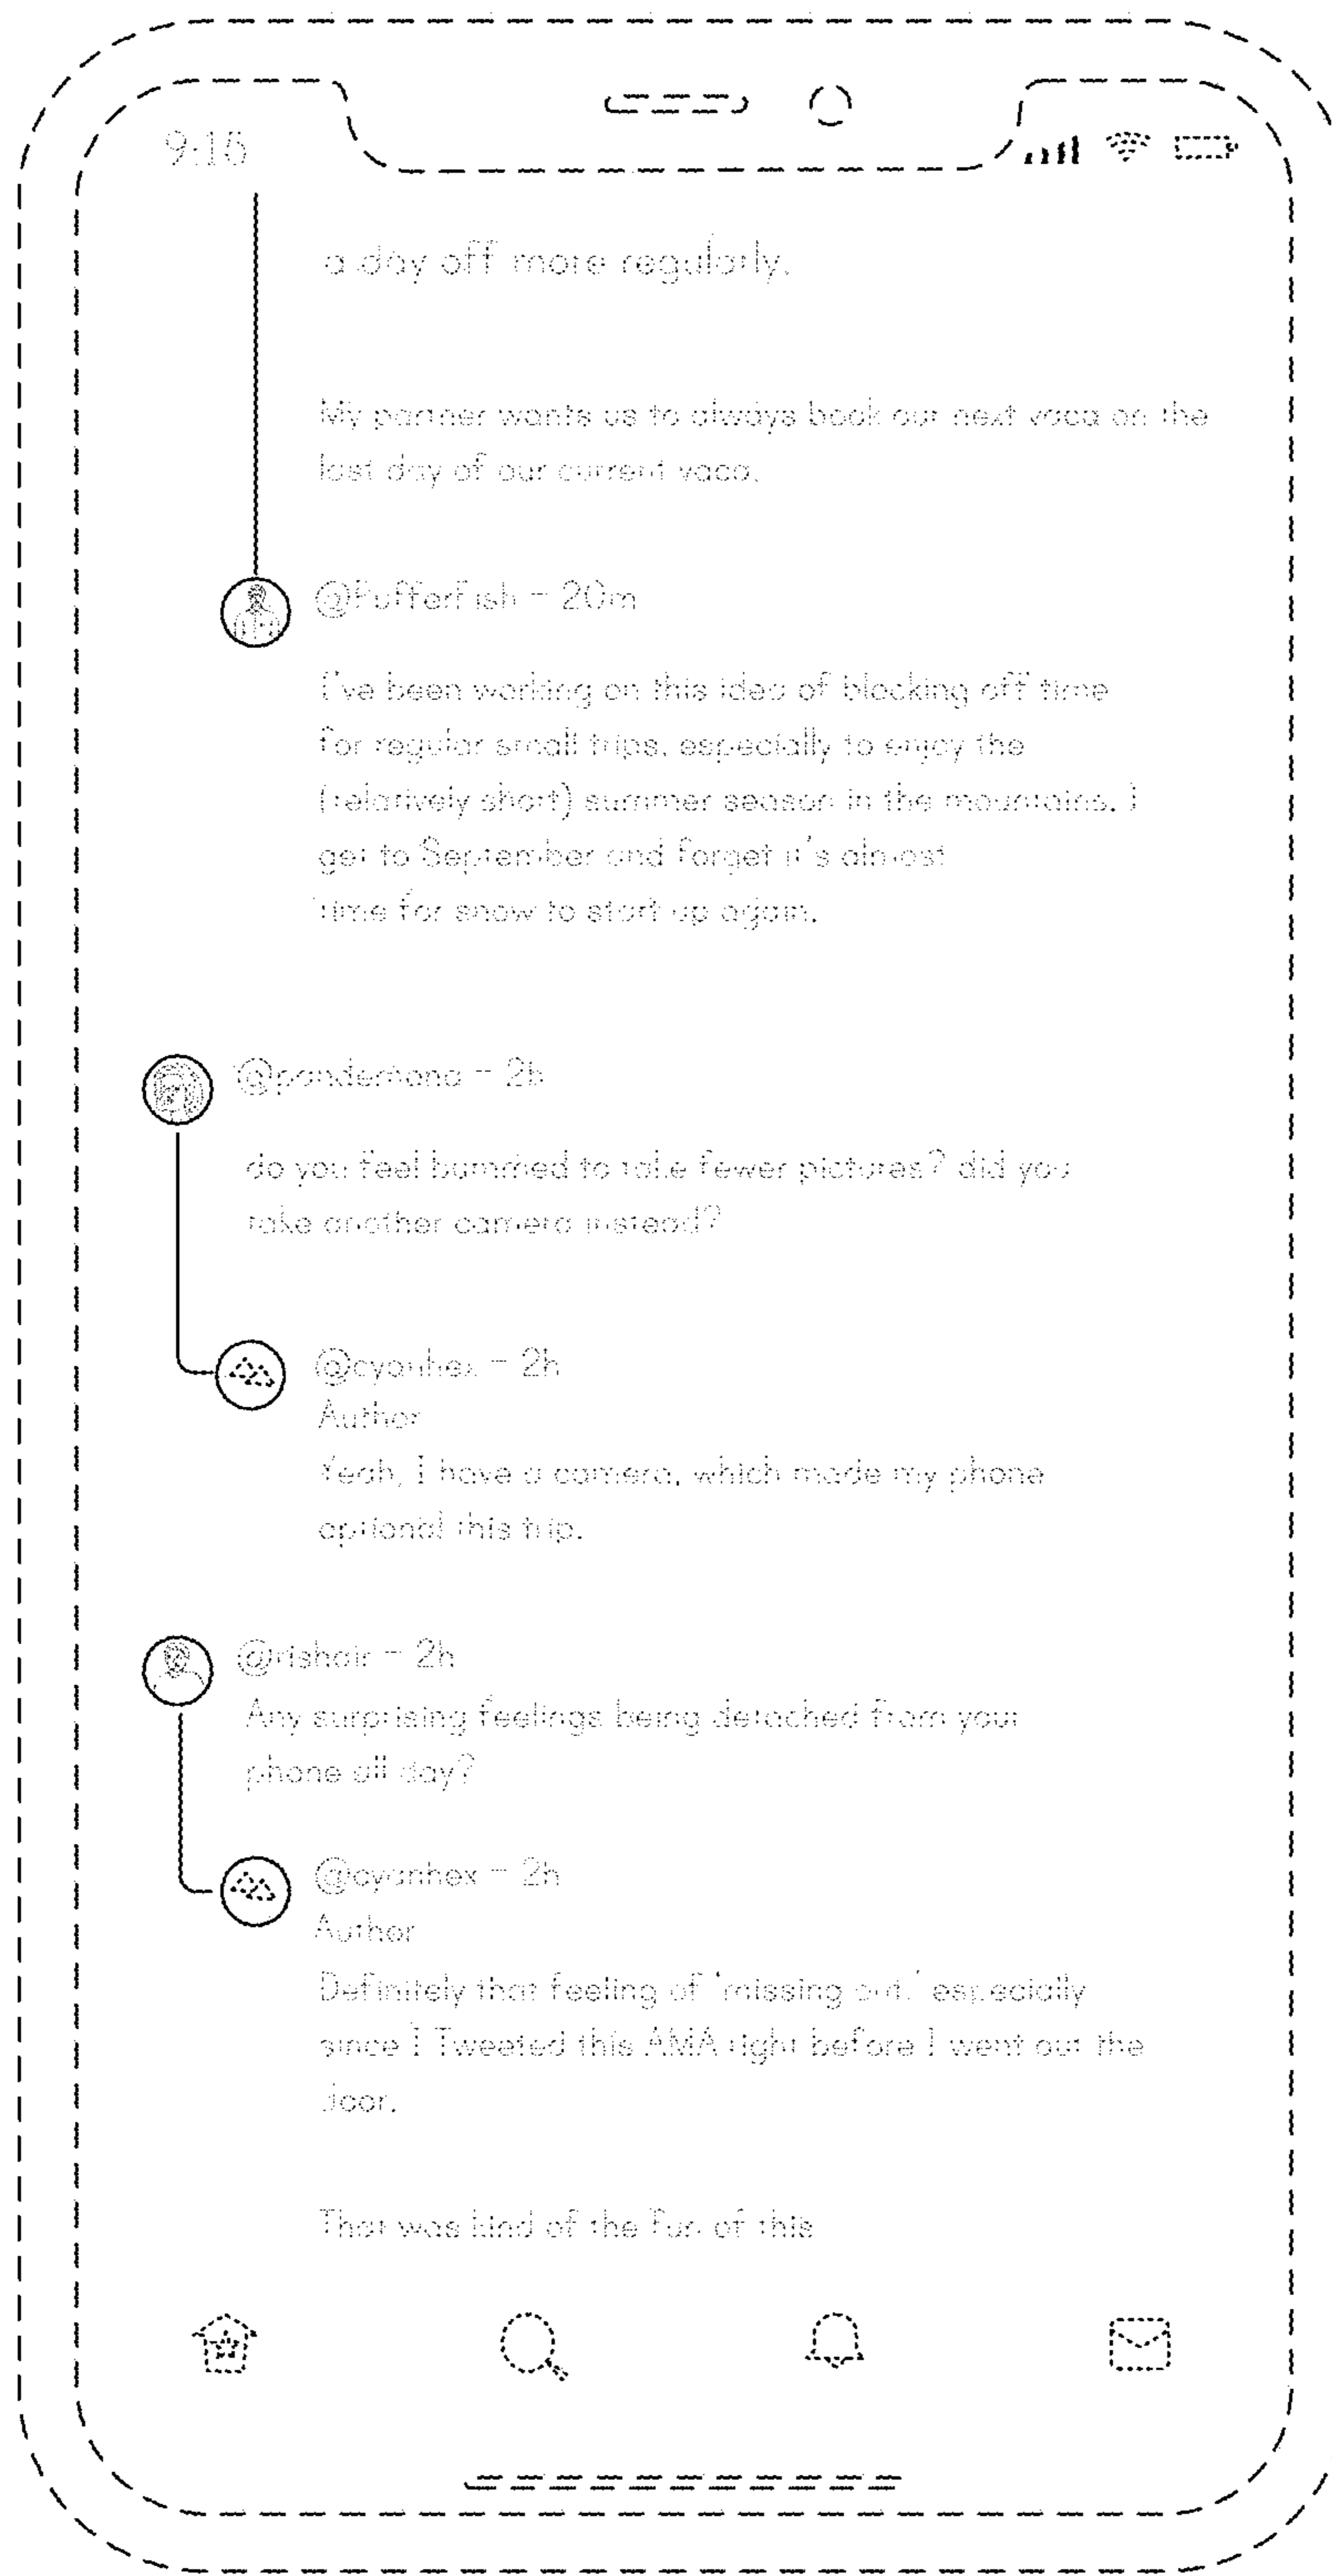 9:15
a day off more regularly.
My partner wants us to always book our next vaca on the
last day of our current vaca.
@PufferFish – 20m
I've been working on this idea of blocking off time
for regular small trips, especially to enjoy the
(relatively short) summer season in the mountains. I
get to September and forget it's almost
time for snow to start up again.
@pandemona – 2h
do you feel bummed to take fewer pictures? did you
take another camera instead?
@cyanhex – 2h
Author
Yeah, I have a camera, which made my phone
optional this trip.
@rishair – 2h
Any surprising feelings being detached from your
phone all day?
@cyanhex – 2h
Author
Definitely that feeling of 'missing out.' especially
since I Tweeted this AMA right before I went out the
door.
That was kind of the fun of this